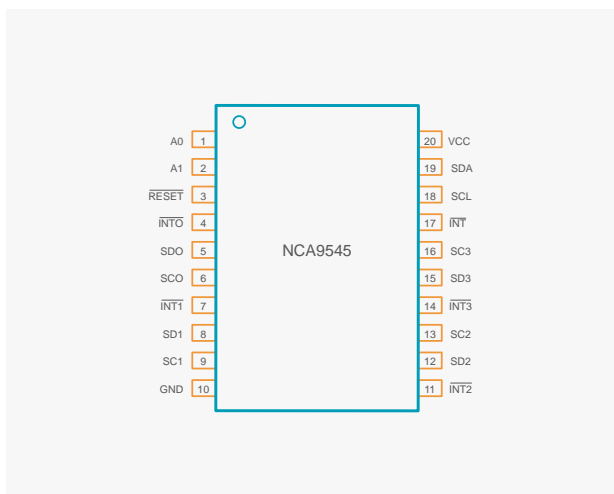 A0 1 20 VCC
A1 2 19 SDA
RESET 3 18 SCL
INTO 4 17 INT
SDO 5 NCA9545 16 SC3
SCO 6 15 SD3
INT1 7 14 INT3
SD1 8 13 SC2
SC1 9 12 SD2
GND 10 11 INT2